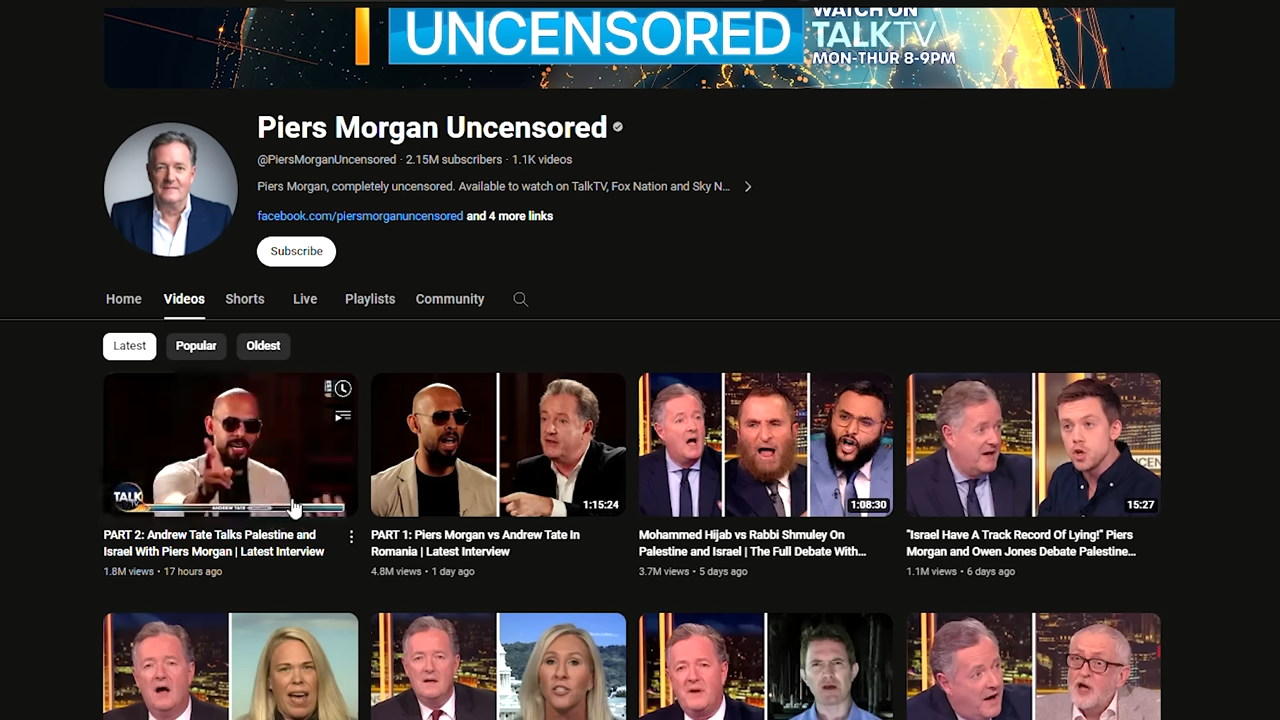 UNCENSORED
WATCH ON
TALKTV
MON-THUR 8-9PM
Piers Morgan Uncensored
@PiersMorganUncensored · 2.15M subscribers · 1.1K videos
Piers Morgan, completely uncensored. Available to watch on TalkTV, Fox Nation and Sky N...
facebook.com/piersmorganuncensored and 4 more links
Subscribe
Home Videos Shorts Live Playlists Community
Latest Popular Oldest
TALK
TV
ANDREW TATE
1:15:24
1:08:30
CEN
15:27
PART 2: Andrew Tate Talks Palestine and
Israel With Piers Morgan | Latest Interview
1.8M views • 17 hours ago
PART 1: Piers Morgan vs Andrew Tate In
Romania | Latest Interview
4.8M views • 1 day ago
Mohammed Hijab vs Rabbi Shmuley On
Palestine and Israel | The Full Debate With...
3.7M views • 5 days ago
"Israel Have A Track Record Of Lying!" Piers
Morgan and Owen Jones Debate Palestine...
1.1M views • 6 days ago